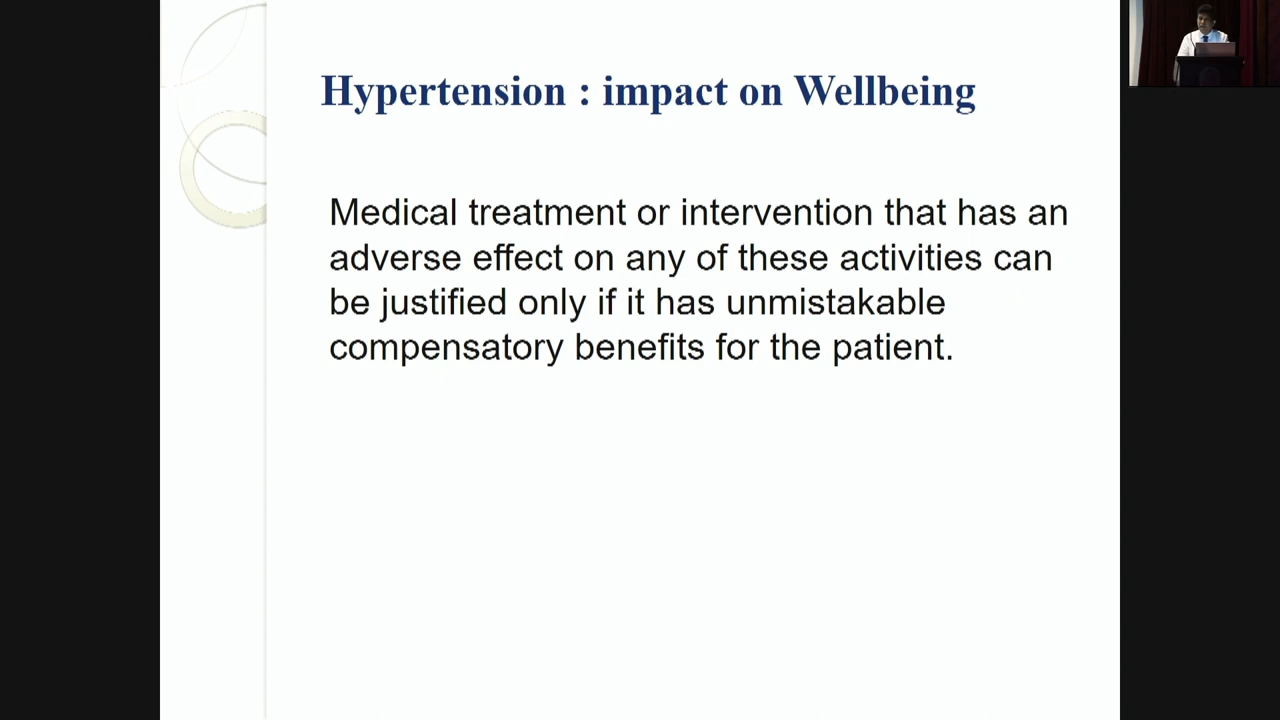 Hypertension : impact on Wellbeing
Medical treatment or intervention that has an
adverse effect on any of these activities can
be justified only if it has unmistakable
compensatory benefits for the patient.